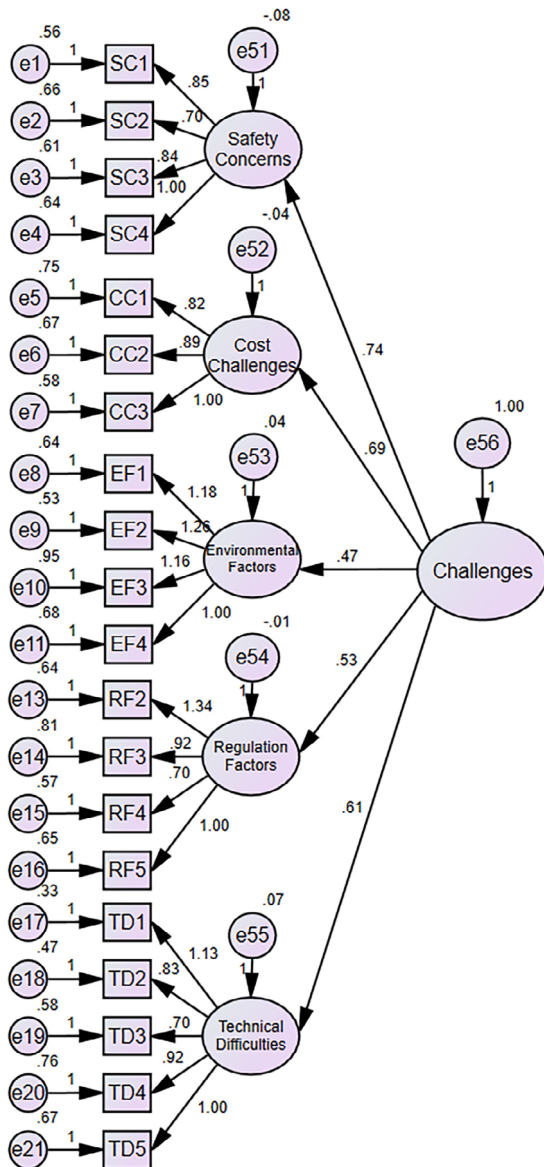 .56
e1 1 SC1
.66
e2 1 SC2
.61
e3 1 SC3
.64
e4 1 SC4
.85
.70
.84
1.00
-.08
e51
1
Safety
Concerns
.75
e5 1 CC1
.67
e6 1 CC2
.58
e7 1 CC3
.82
.89
1.00
-.04
e52
1
Cost
Challenges
.64
e8 1 EF1
.53
e9 1 EF2
.95
e10 1 EF3
.68
e11 1 EF4
1.18
1.26
1.16
1.00
.04
e53
1
Environmental
Factors
.64
e13 1 RF2
.81
e14 1 RF3
.57
e15 1 RF4
.65
e16 1 RF5
1.34
.92
.70
1.00
-.01
e54
1
Regulation
Factors
.33
e17 1 TD1
.47
e18 1 TD2
.58
e19 1 TD3
.76
e20 1 TD4
.67
e21 1 TD5
1.13
.83
.70
.92
1.00
.07
e55
1
Technical
Difficulties
.74
.69
.47
.53
.61
1.00
e56
1
Challenges